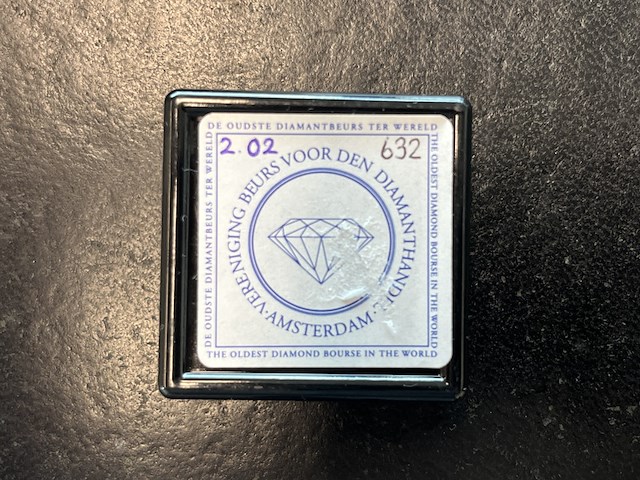 DE OUDSTE DIAMANTBEURS TER WERELD
2.02
632
VERENIGING BEURS VOOR DEN DIAMANTHANDEL
·AMSTERDAM·
DE OUDSTE DIAMANTBEURS TER WERELD
THE OLDEST DIAMOND BOURSE IN THE WORLD
THE OLDEST DIAMOND BOURSE IN THE WORLD